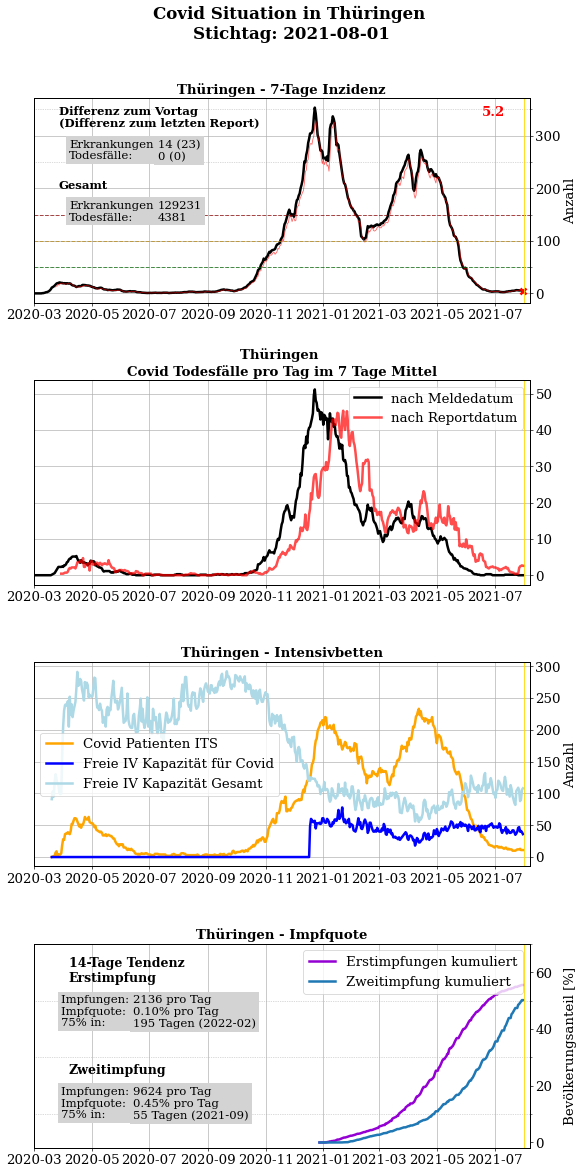 Covid Situation in Thüringen
Stichtag: 2021-08-01
Thüringen - 7-Tage Inzidenz
Differenz zum Vortag
(Differenz zum letzten Report)
Erkrankungen 14 (23)
Todesfälle: 0 (0)
Gesamt
Erkrankungen 129231
Todesfälle: 4381
5.2
300
200
100
0
Anzahl
2020-03 2020-05 2020-07 2020-09 2020-11 2021-01 2021-03 2021-05 2021-07
Thüringen
Covid Todesfälle pro Tag im 7 Tage Mittel
nach Meldedatum
nach Reportdatum
50
40
30
20
10
0
2020-03 2020-05 2020-07 2020-09 2020-11 2021-01 2021-03 2021-05 2021-07
Thüringen - Intensivbetten
Covid Patienten ITS
Freie IV Kapazität für Covid
Freie IV Kapazität Gesamt
300
250
200
150
100
50
0
Anzahl
2020-03 2020-05 2020-07 2020-09 2020-11 2021-01 2021-03 2021-05 2021-07
Thüringen - Impfquote
14-Tage Tendenz
Erstimpfung
Impfungen: 2136 pro Tag
Impfquote: 0.10% pro Tag
75% in: 195 Tagen (2022-02)
Zweitimpfung
Impfungen: 9624 pro Tag
Impfquote: 0.45% pro Tag
75% in: 55 Tagen (2021-09)
Erstimpfungen kumuliert
Zweitimpfung kumuliert
60
40
20
0
Bevölkerungsanteil [%]
2020-03 2020-05 2020-07 2020-09 2020-11 2021-01 2021-03 2021-05 2021-07